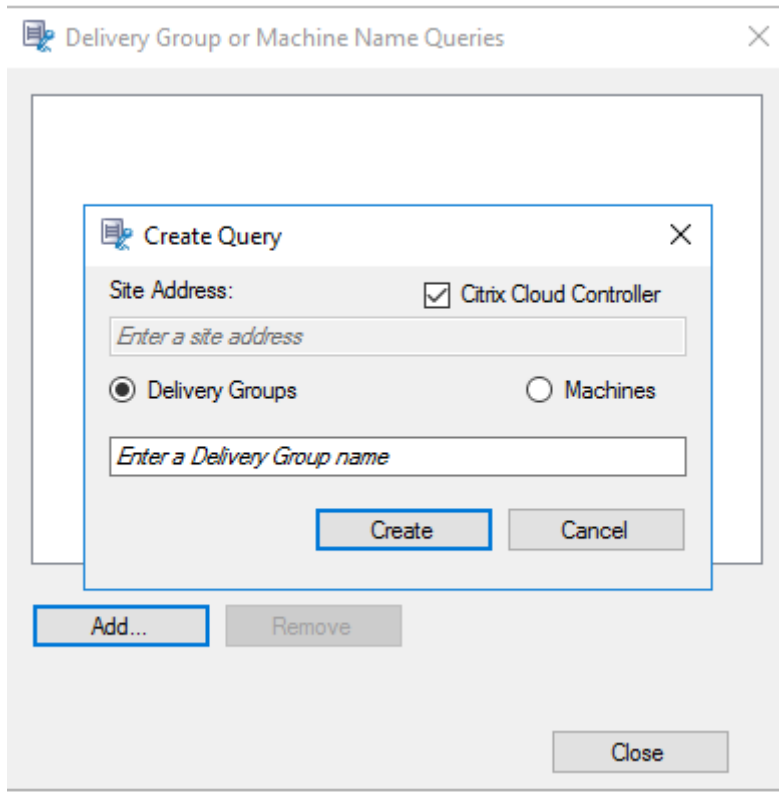 Delivery Group or Machine Name Queries
Create Query
Site Address:
Citrix Cloud Controller
Enter a site address
Delivery Groups
Machines
Enter a Delivery Group name
Create
Cancel
Add...
Remove
Close